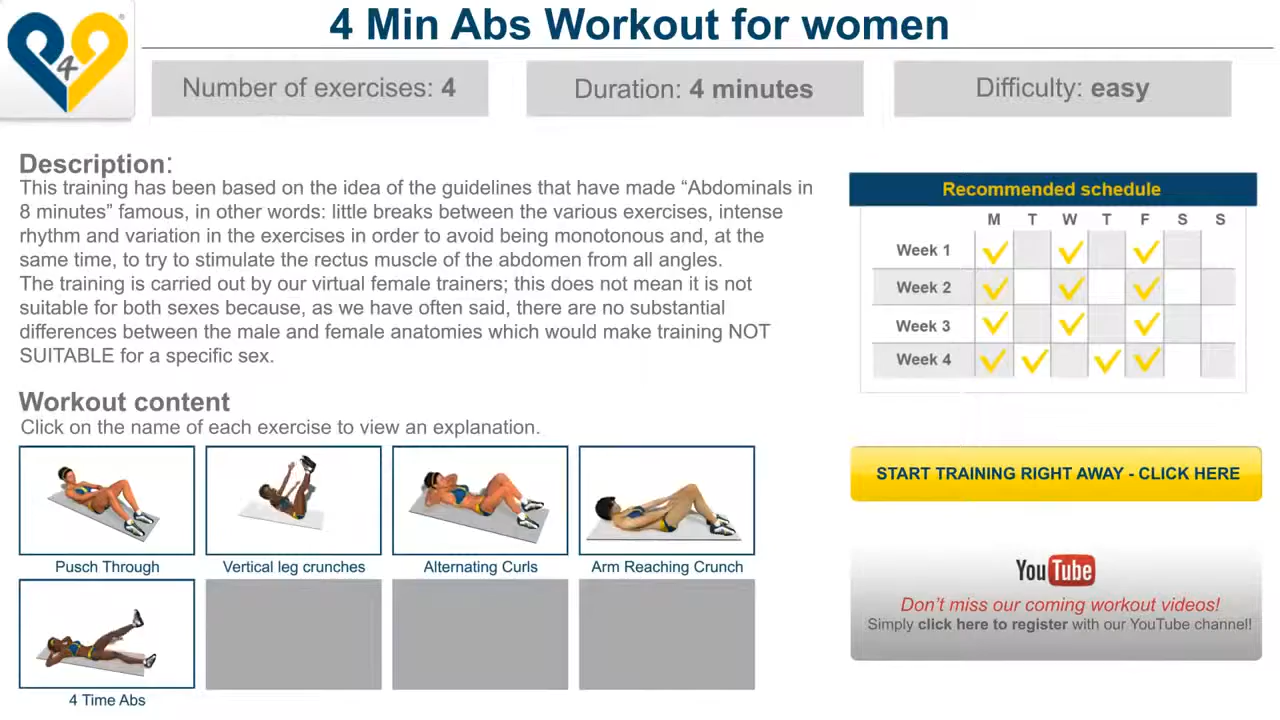 4 Min Abs Workout for women
4
Number of exercises: 4
Duration: 4 minutes
Difficulty: easy
Description:
This training has been based on the idea of the guidelines that have made “Abdominals in
8 minutes” famous, in other words: little breaks between the various exercises, intense
rhythm and variation in the exercises in order to avoid being monotonous and, at the
same time, to try to stimulate the rectus muscle of the abdomen from all angles.
The training is carried out by our virtual female trainers; this does not mean it is not
suitable for both sexes because, as we have often said, there are no substantial
differences between the male and female anatomies which would make training NOT
SUITABLE for a specific sex.
Recommended schedule
M T W T F S S
Week 1
Week 2
Week 3
Week 4
Workout content
Click on the name of each exercise to view an explanation.
Pusch Through
Vertical leg crunches
Alternating Curls
Arm Reaching Crunch
4 Time Abs
START TRAINING RIGHT AWAY - CLICK HERE
YouTube
Don’t miss our coming workout videos!
Simply click here to register with our YouTube channel!